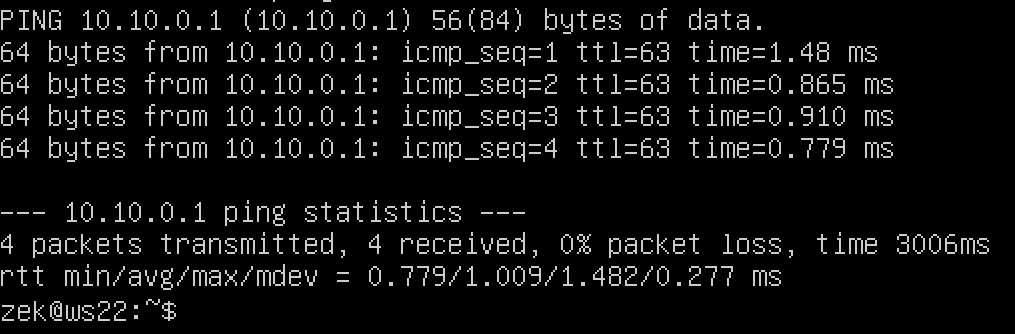 PING 10.10.0.1 (10.10.0.1) 56(84) bytes of data.
64 bytes from 10.10.0.1: icmp_seq=1 ttl=63 time=1.48 ms
64 bytes from 10.10.0.1: icmp_seq=2 ttl=63 time=0.865 ms
64 bytes from 10.10.0.1: icmp_seq=3 ttl=63 time=0.910 ms
64 bytes from 10.10.0.1: icmp_seq=4 ttl=63 time=0.779 ms
--- 10.10.0.1 ping statistics ---
4 packets transmitted, 4 received, 0% packet loss, time 3006ms
rtt min/avg/max/mdev = 0.779/1.009/1.482/0.277 ms
zek@ws22:~$